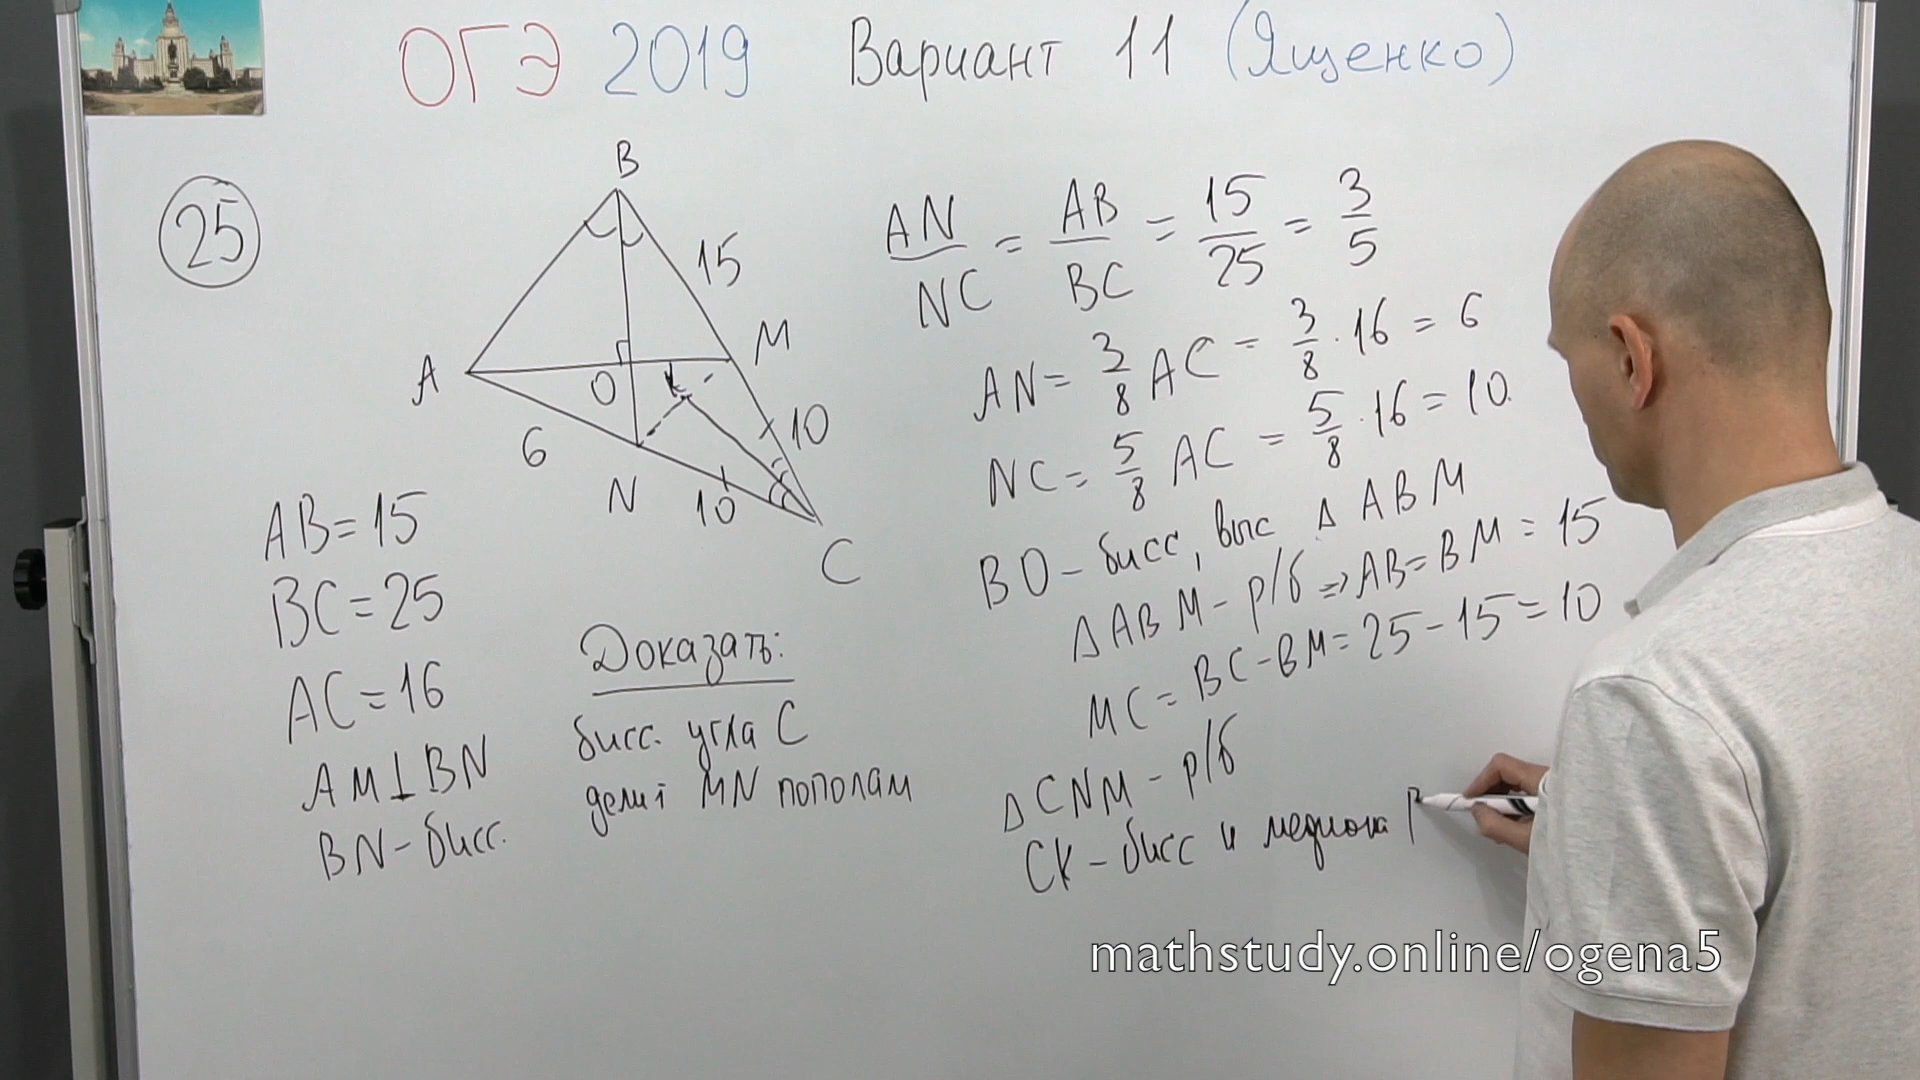 ОГЭ 2019 Вариант 11 (Ященко)
25
B
15
A
M
O
K
10
6
N
10
C
AB=15
BC=25
AC=16
AM⊥BN
BN-бисс.
Доказать:
бисс. угла C
делит MN пополам
AN/NC = AB/BC = 15/25 = 3/5
AN= 3/8 AC = 3/8 · 16 = 6
NC= 5/8 AC = 5/8 · 16 = 10
BO-бисс, выс Δ ABM
Δ ABM - р/б => AB=BM = 15
MC = BC-BM= 25-15=10
Δ CNM - р/б
CK-бисс и медиана
mathstudy.online/ogena5